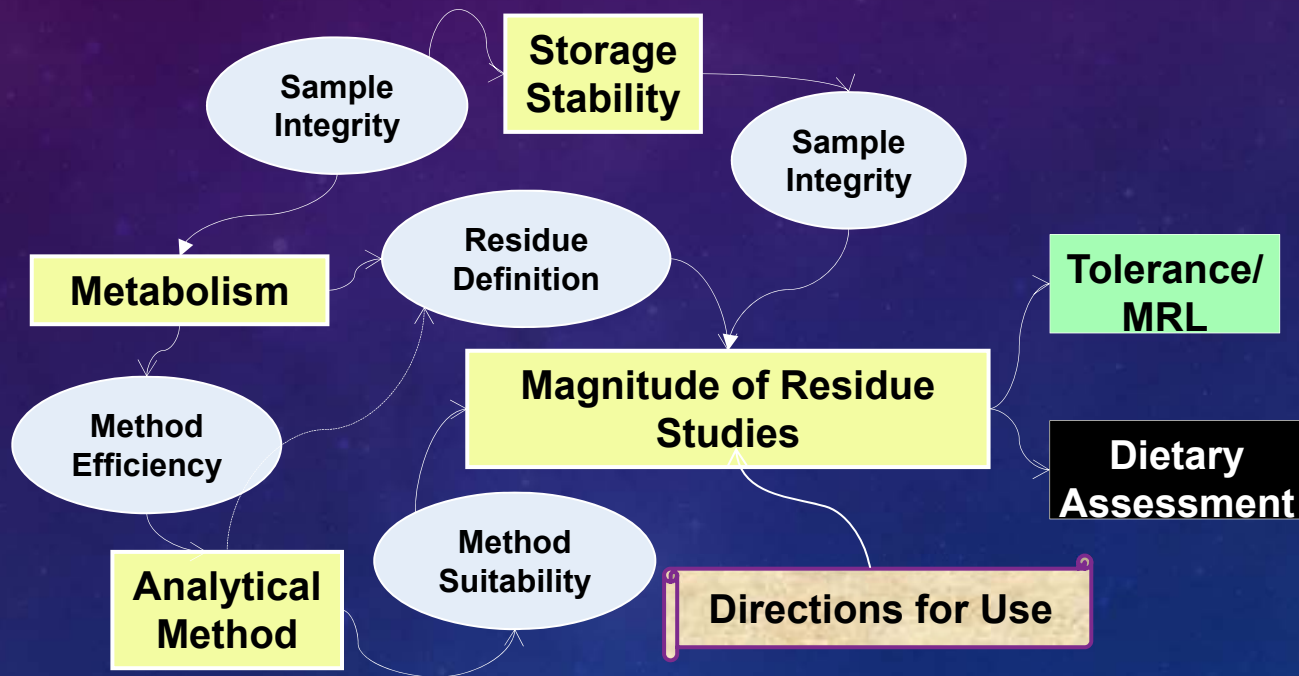 Storage
Stability
Sample
Integrity
Sample
Integrity
Residue
Definition
Metabolism
Tolerance/
MRL
Magnitude of Residue
Studies
Method
Efficiency
Dietary
Assessment
Method
Suitability
Analytical
Method
Directions for Use